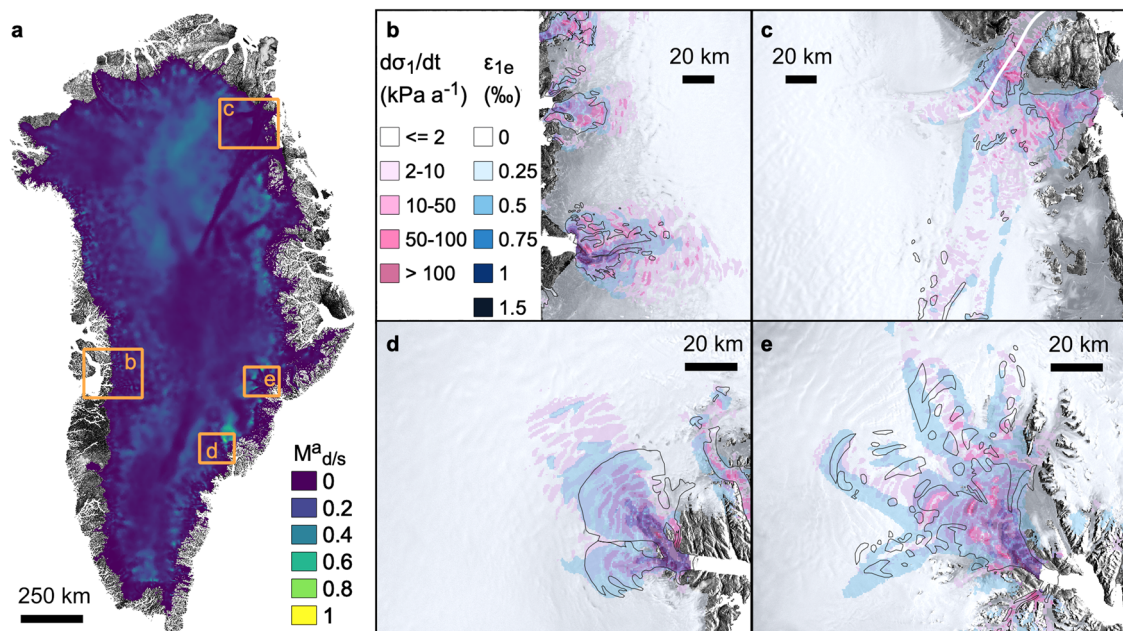 a
c
b
e
d
M^a_d/s
0
0.2
0.4
0.6
0.8
1
250 km
b
dσ₁/dt
(kPa a⁻¹)
<= 2
2-10
10-50
50-100
> 100
ε₁ₑ
(‰)
0
0.25
0.5
0.75
1
1.5
20 km
c
20 km
d
20 km
e
20 km